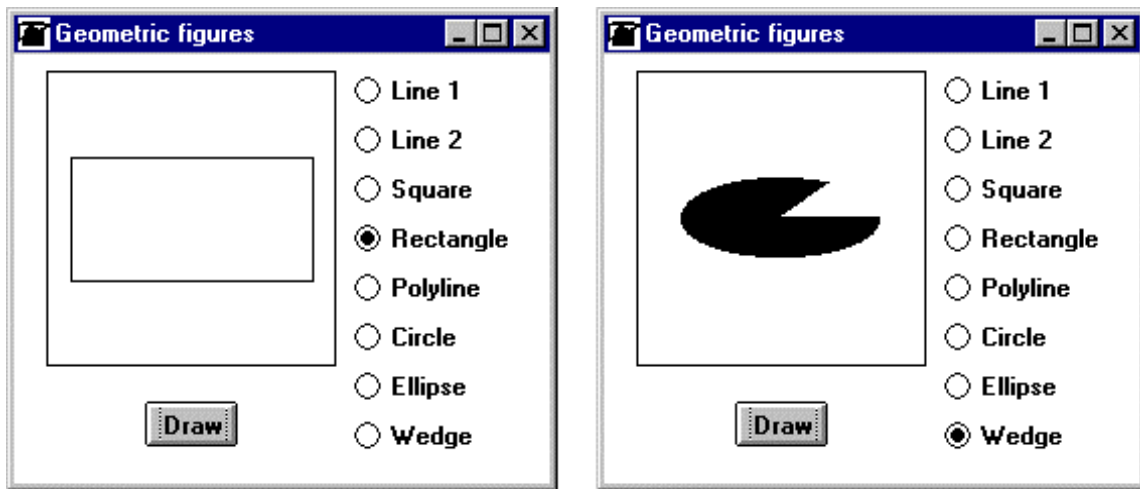 Geometric figures
Line 1
Line 2
Square
Rectangle
Polyline
Circle
Ellipse
Wedge
Draw
Geometric figures
Line 1
Line 2
Square
Rectangle
Polyline
Circle
Ellipse
Wedge
Draw